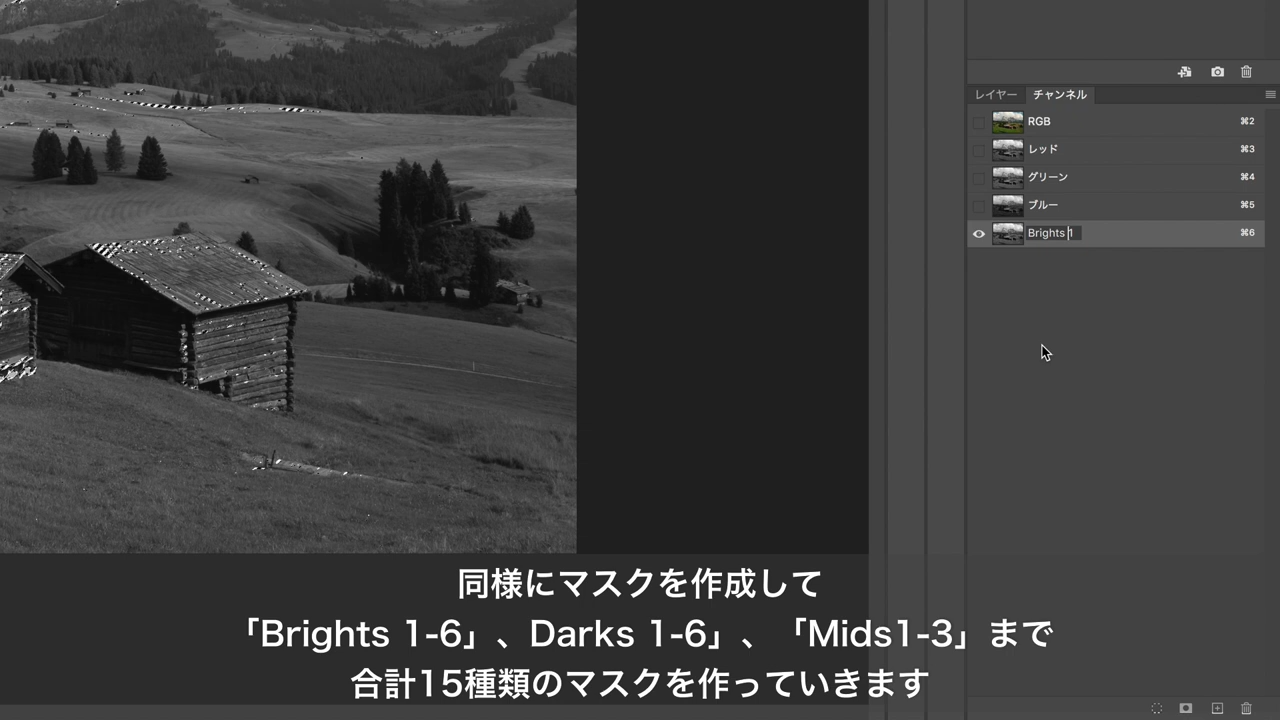 レイヤー チャンネル
RGB ⌘2
レッド ⌘3
グリーン ⌘4
ブルー ⌘5
Brights 1 ⌘6
同様にマスクを作成して
「Brights 1-6」、Darks 1-6」、「Mids1-3」まで
合計15種類のマスクを作っていきます